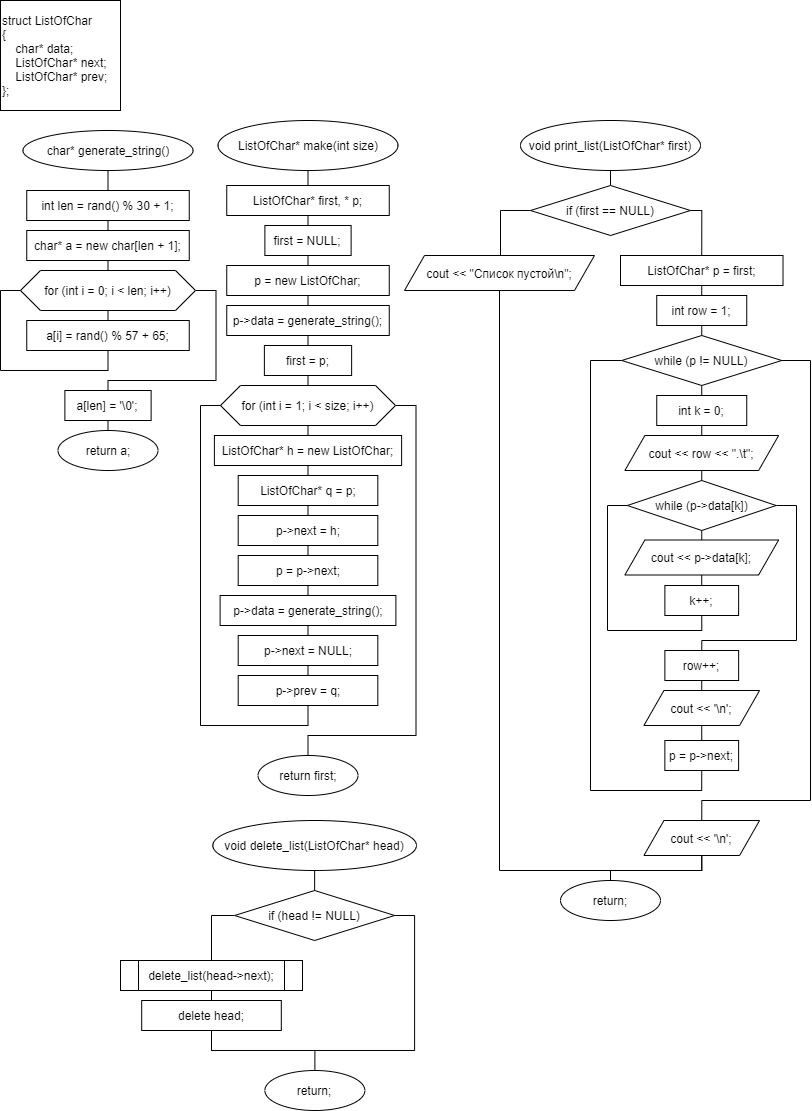 struct ListOfChar
{
char* data;
ListOfChar* next;
ListOfChar* prev;
};
char* generate_string()
int len = rand() % 30 + 1;
char* a = new char[len + 1];
for (int i = 0; i < len; i++)
a[i] = rand() % 57 + 65;
a[len] = '\0';
return a;
ListOfChar* make(int size)
ListOfChar* first, * p;
first = NULL;
p = new ListOfChar;
p->data = generate_string();
first = p;
for (int i = 1; i < size; i++)
ListOfChar* h = new ListOfChar;
ListOfChar* q = p;
p->next = h;
p = p->next;
p->data = generate_string();
p->next = NULL;
p->prev = q;
return first;
void print_list(ListOfChar* first)
if (first == NULL)
cout << "Список пустой\n";
ListOfChar* p = first;
int row = 1;
while (p != NULL)
int k = 0;
cout << row << ".\t";
while (p->data[k])
cout << p->data[k];
k++;
row++;
cout << '\n';
p = p->next;
cout << '\n';
return;
void delete_list(ListOfChar* head)
if (head != NULL)
delete_list(head->next);
delete head;
return;